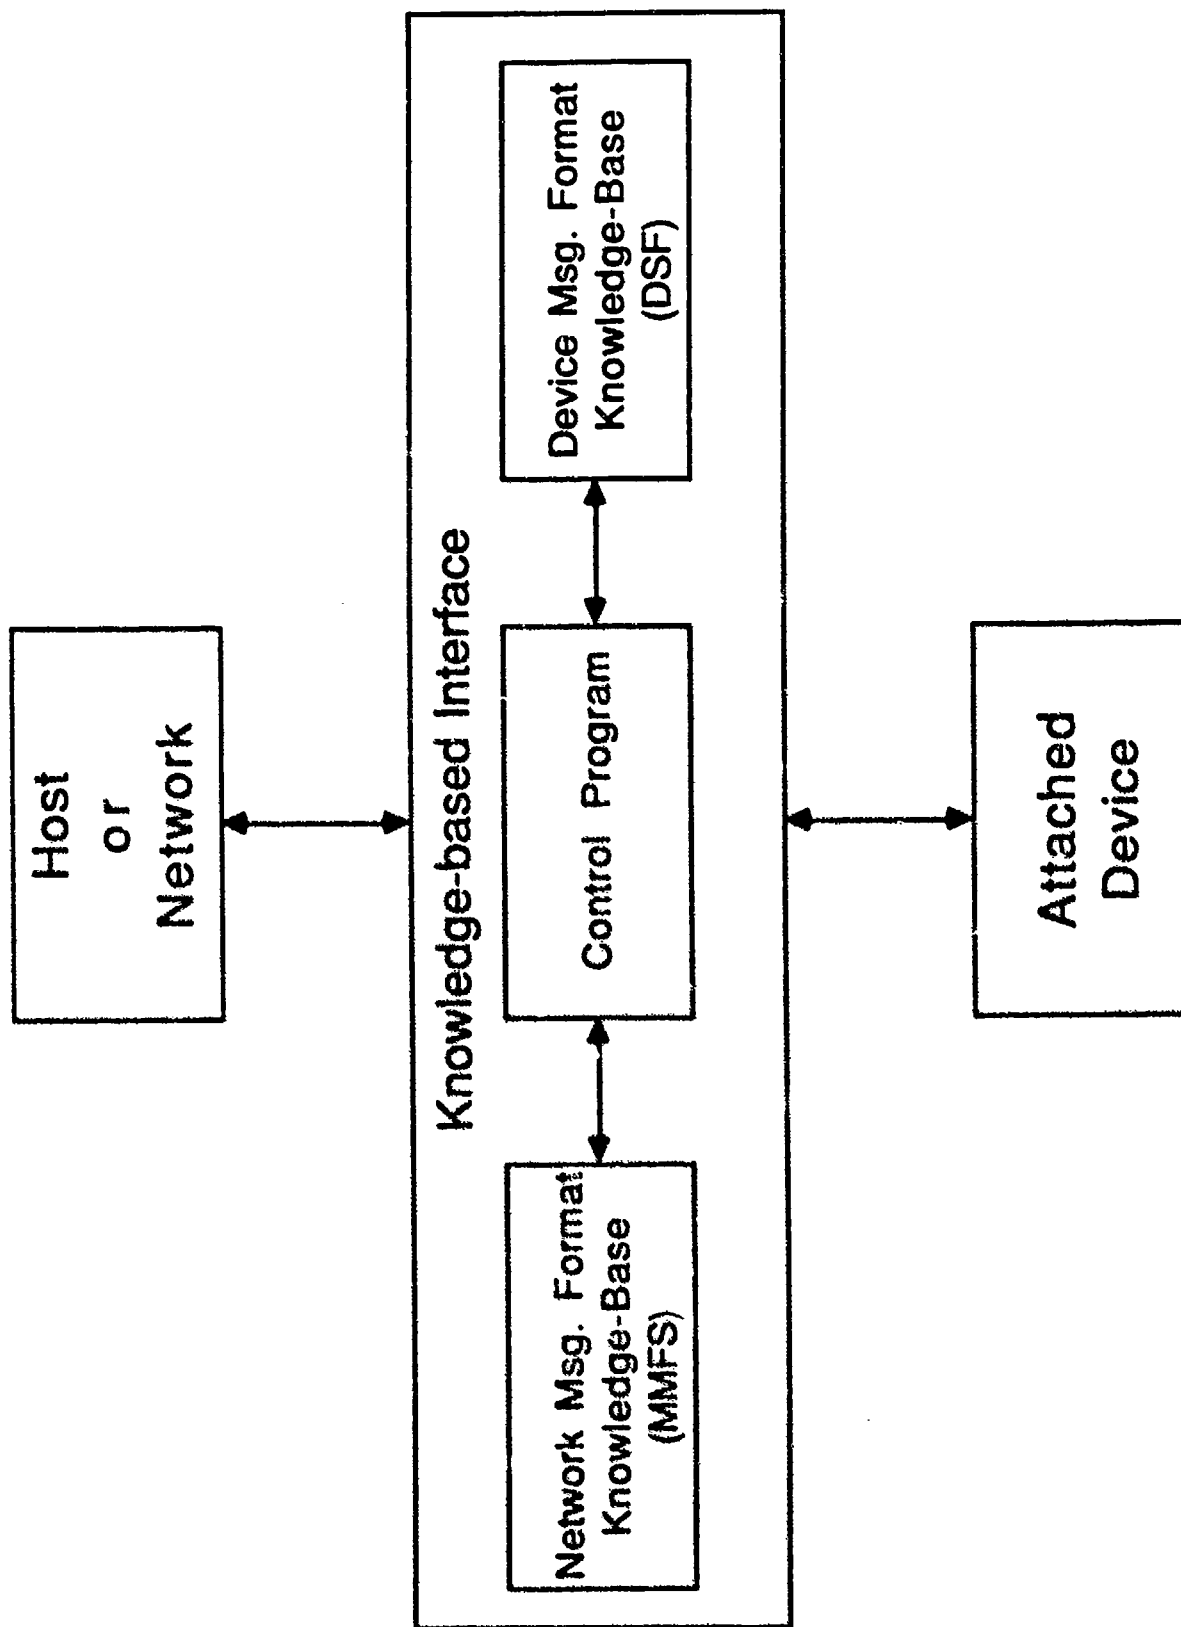 Host
or
Network
Knowledge-based Interface
Network Msg. Format
Knowledge-Base
(MMFS)
Control Program
Device Msg. Format
Knowledge-Base
(DSF)
Attached
Device